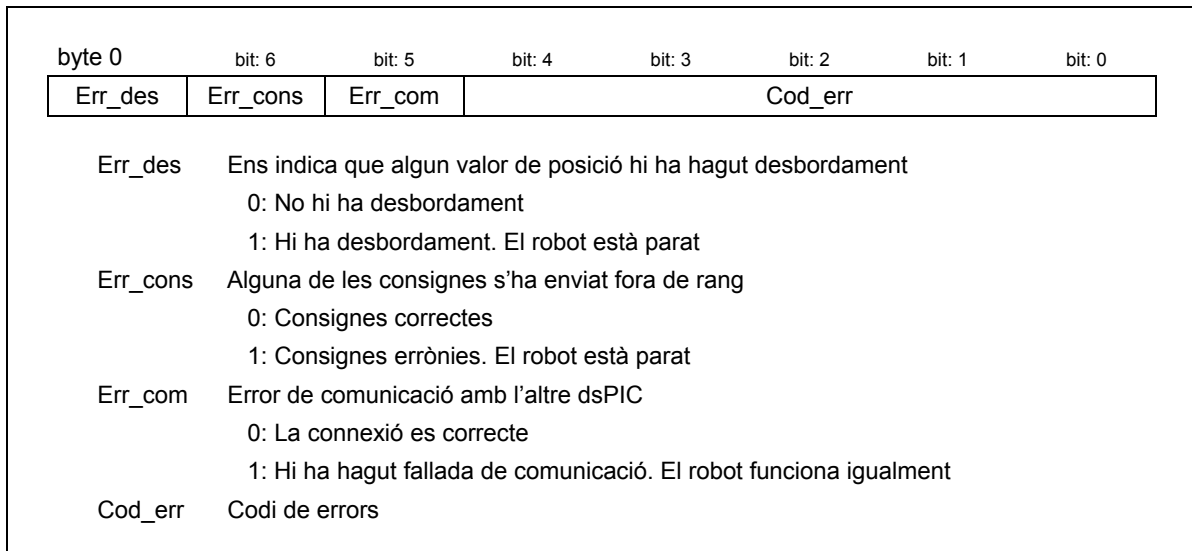 byte 0 bit: 6 bit: 5 bit: 4 bit: 3 bit: 2 bit: 1 bit: 0
Err_des Err_cons Err_com Cod_err
Err_des Ens indica que algun valor de posició hi ha hagut desbordament
0: No hi ha desbordament
1: Hi ha desbordament. El robot està parat
Err_cons Alguna de les consignes s’ha enviat fora de rang
0: Consignes correctes
1: Consignes errònies. El robot està parat
Err_com Error de comunicació amb l’altre dsPIC
0: La connexió es correcte
1: Hi ha hagut fallada de comunicació. El robot funciona igualment
Cod_err Codi de errors